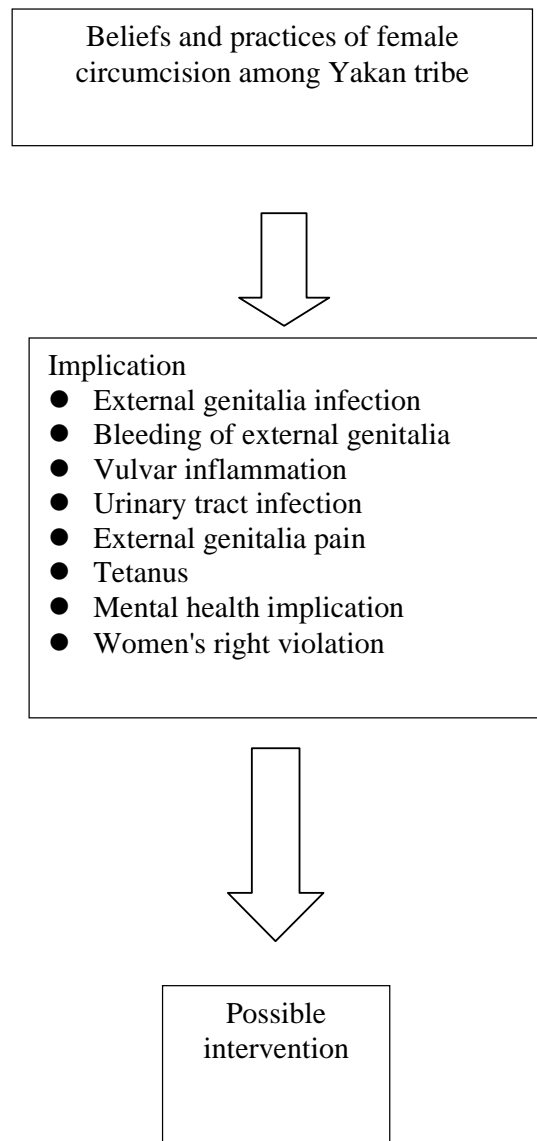 Beliefs and practices of female
circumcision among Yakan tribe
Implication
● External genitalia infection
● Bleeding of external genitalia
● Vulvar inflammation
● Urinary tract infection
● External genitalia pain
● Tetanus
● Mental health implication
● Women's right violation
Possible
intervention